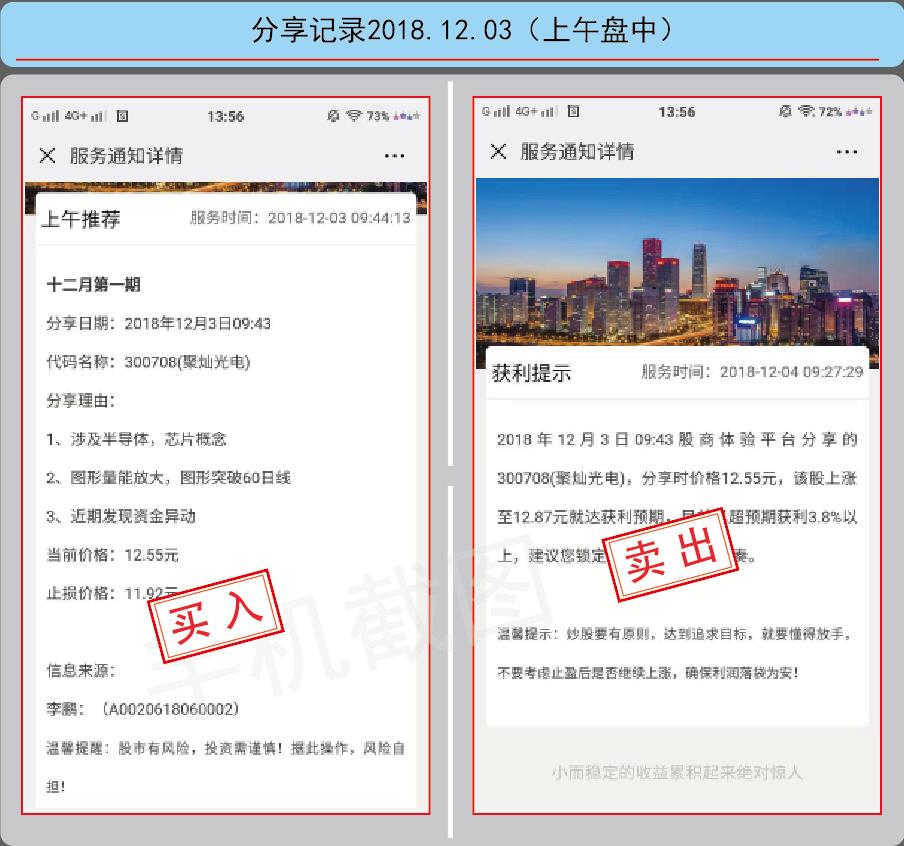 分享记录2018.12.03（上午盘中）
G 4G+ 13:56 73%
服务通知详情
上午推荐 服务时间：2018-12-03 09:44:13
十二月第一期
分享日期：2018年12月3日09:43
代码名称：300708(聚灿光电)
分享理由：
1、涉及半导体，芯片概念
2、图形量能放大，图形突破60日线
3、近期发现资金异动
当前价格：12.55元
止损价格：11.92元
买入
信息来源：
李鹏：（A0020618060002）
温馨提醒：股市有风险，投资需谨慎！据此操作，风险自
担！
G 4G+ 13:56 72%
服务通知详情
获利提示 服务时间：2018-12-04 09:27:29
2018年12月3日09:43股商体验平台分享的
300708(聚灿光电)，分享时价格12.55元，该股上涨
至12.87元就达获利预期，超预期获利3.8%以
上，建议您锁定。
卖出
温馨提示：炒股要有原则，达到追求目标，就要懂得放手，
不要考虑止盈后是否继续上涨，确保利润落袋为安！
小而稳定的收益累积起来绝对惊人
手机截图